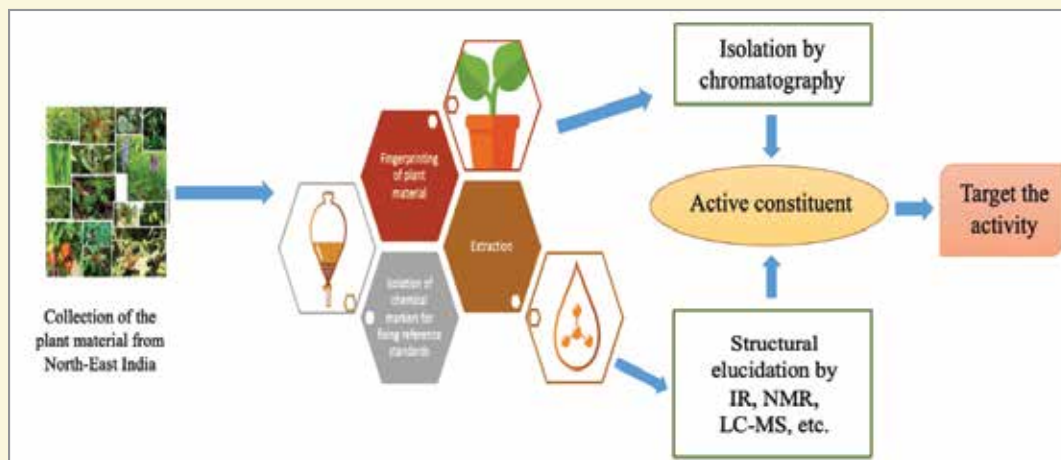 Collection of the
plant material from
North-East India
Fingerprinting
of plant
material
Extraction
Isolation of
chemical
markers for
fixing reference
standards
Isolation by
chromatography
Active constituent
Target the
activity
Structural
elucidation by
IR, NMR,
LC-MS, etc.